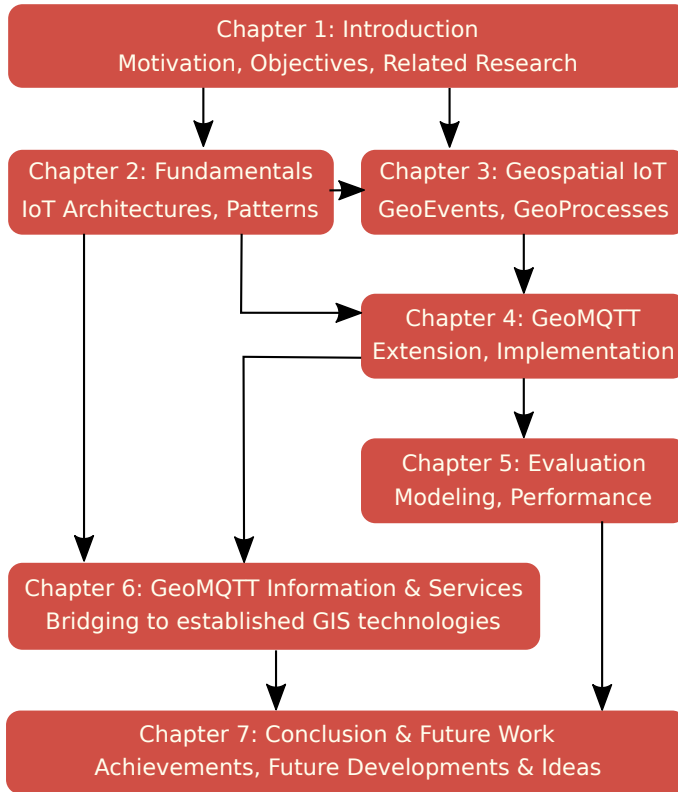 Chapter 1: Introduction
Motivation, Objectives, Related Research
Chapter 2: Fundamentals
IoT Architectures, Patterns
Chapter 3: Geospatial IoT
GeoEvents, GeoProcesses
Chapter 4: GeoMQTT
Extension, Implementation
Chapter 5: Evaluation
Modeling, Performance
Chapter 6: GeoMQTT Information & Services
Bridging to established GIS technologies
Chapter 7: Conclusion & Future Work
Achievements, Future Developments & Ideas